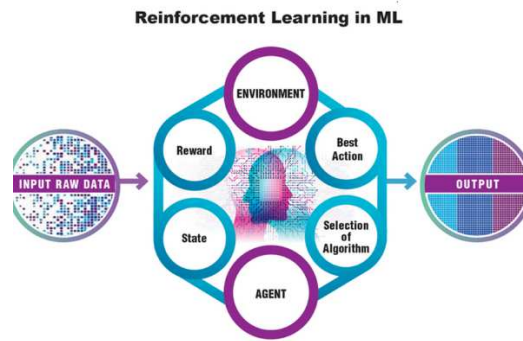 Reinforcement Learning in ML
ENVIRONMENT
Reward
Best
Action
INPUT RAW DATA
OUTPUT
State
Selection
of
Algorithm
AGENT